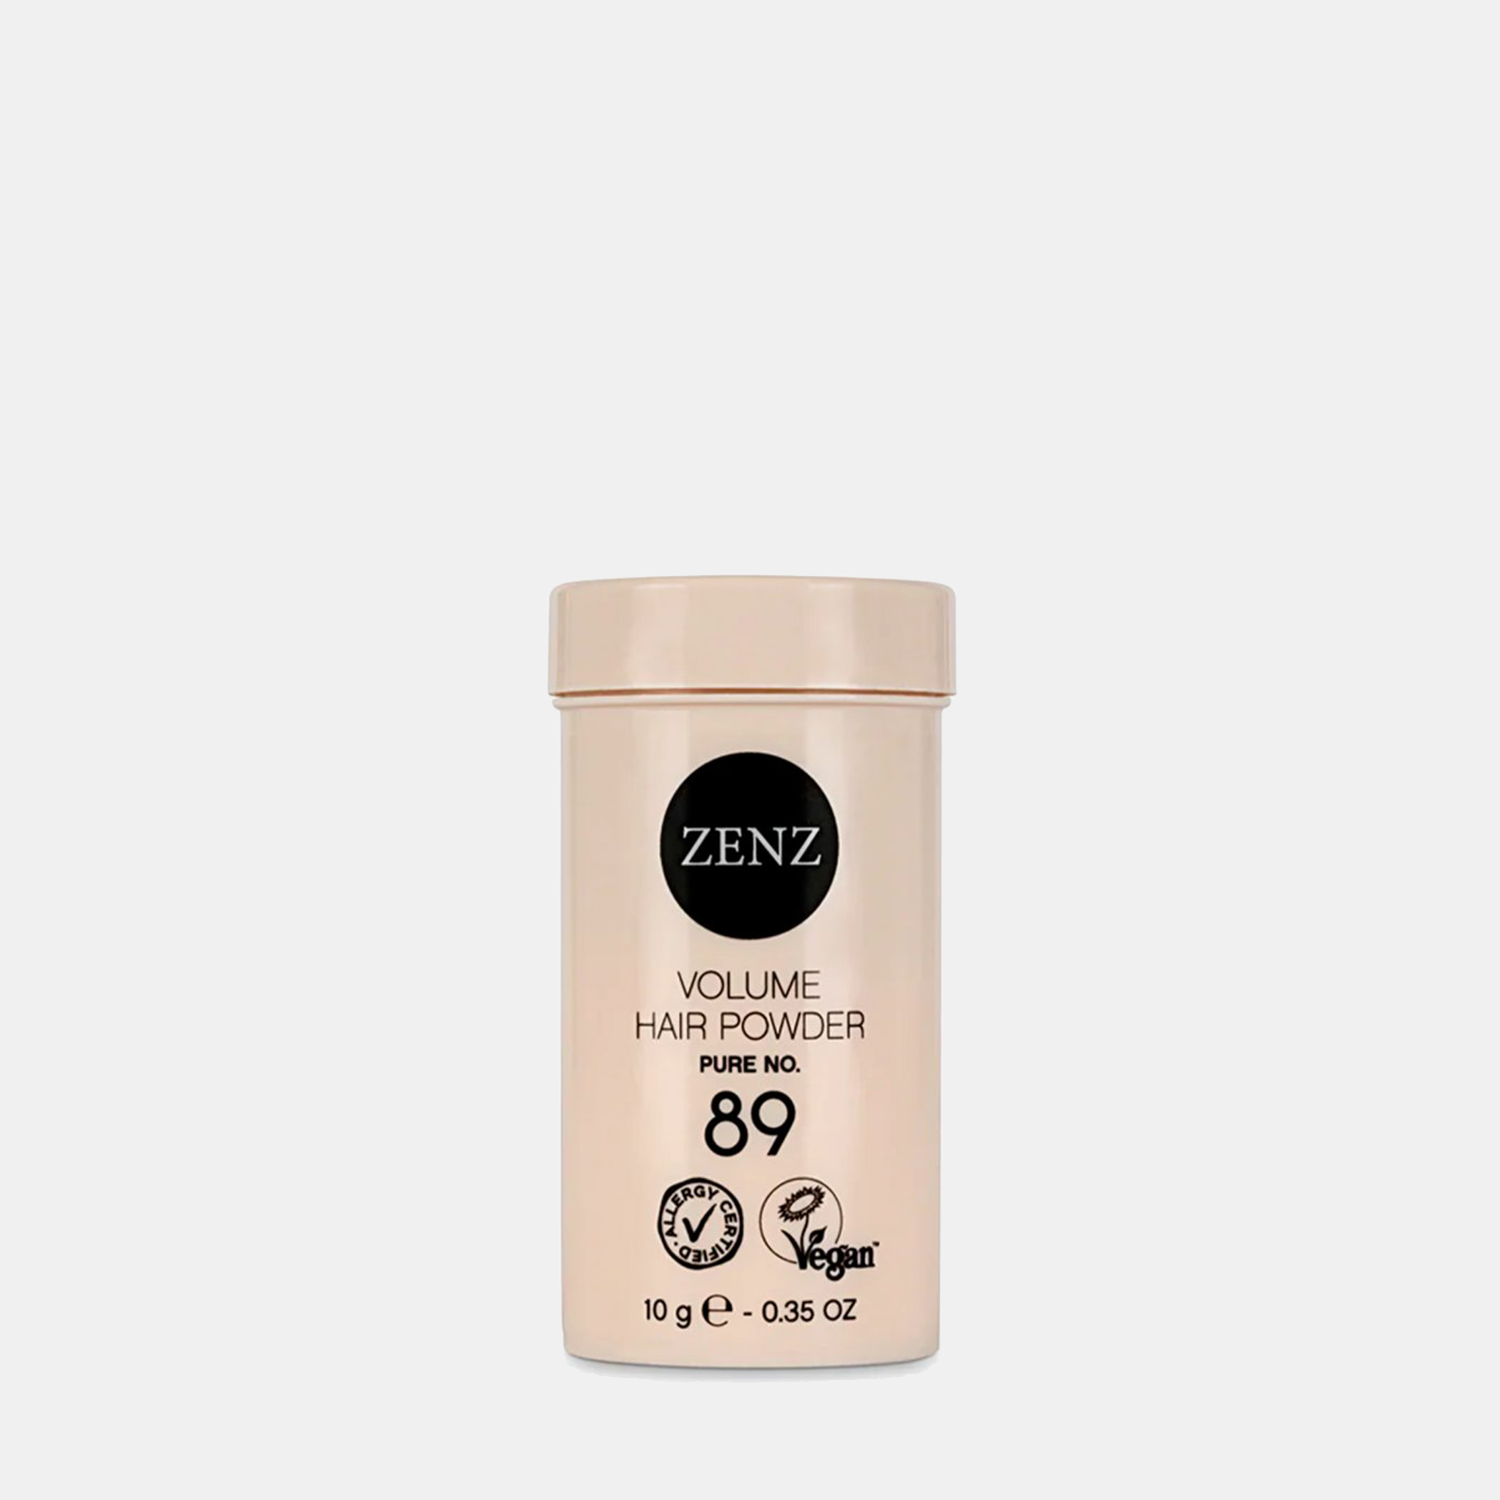 ZENZ
VOLUME
HAIR POWDER
PURE NO.
89
ALLERGY CERTIFIED ·
Vegan™
10 g ℮ - 0.35 OZ